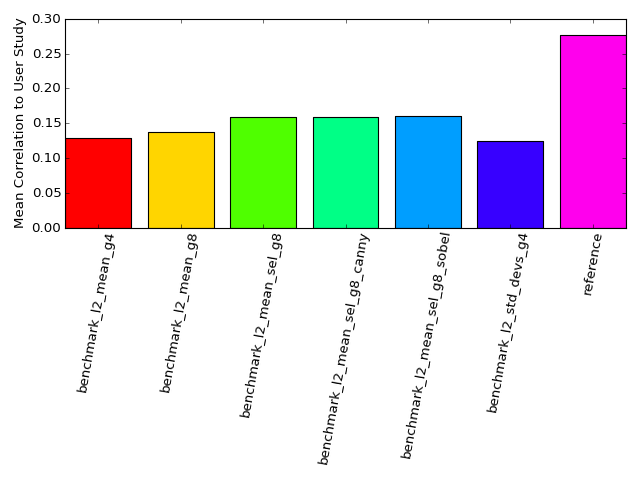 Mean Correlation to User Study
0.30
0.25
0.20
0.15
0.10
0.05
0.00
benchmark_l2_mean_g4
benchmark_l2_mean_g8
benchmark_l2_mean_sel_g8
benchmark_l2_mean_sel_g8_canny
benchmark_l2_mean_sel_g8_sobel
benchmark_l2_std_devs_g4
reference